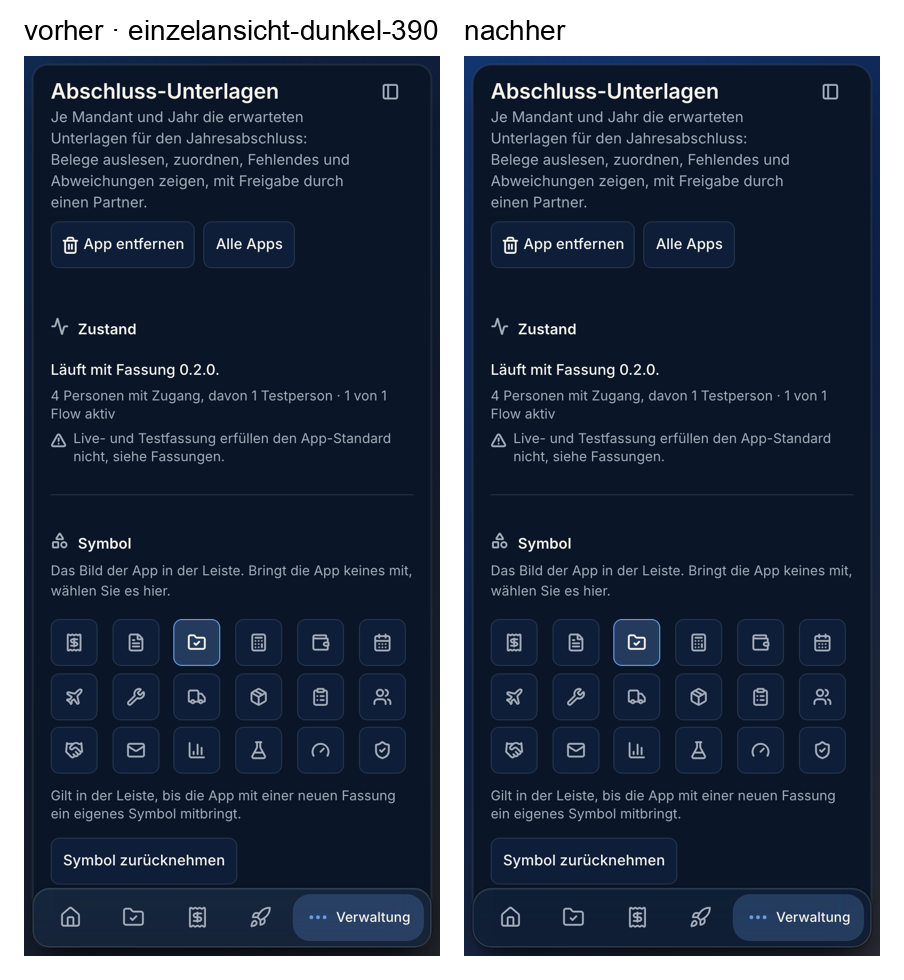 vorher · einzelansicht-dunkel-390
Abschluss-Unterlagen
Je Mandant und Jahr die erwarteten
Unterlagen für den Jahresabschluss:
Belege auslesen, zuordnen, Fehlendes und
Abweichungen zeigen, mit Freigabe durch
einen Partner.
App entfernen
Alle Apps
Zustand
Läuft mit Fassung 0.2.0.
4 Personen mit Zugang, davon 1 Testperson · 1 von 1
Flow aktiv
Live- und Testfassung erfüllen den App-Standard
nicht, siehe Fassungen.
Symbol
Das Bild der App in der Leiste. Bringt die App keines mit,
wählen Sie es hier.
Gilt in der Leiste, bis die App mit einer neuen Fassung
ein eigenes Symbol mitbringt.
Symbol zurücknehmen
Verwaltung
nachher
Abschluss-Unterlagen
Je Mandant und Jahr die erwarteten
Unterlagen für den Jahresabschluss:
Belege auslesen, zuordnen, Fehlendes und
Abweichungen zeigen, mit Freigabe durch
einen Partner.
App entfernen
Alle Apps
Zustand
Läuft mit Fassung 0.2.0.
4 Personen mit Zugang, davon 1 Testperson · 1 von 1
Flow aktiv
Live- und Testfassung erfüllen den App-Standard
nicht, siehe Fassungen.
Symbol
Das Bild der App in der Leiste. Bringt die App keines mit,
wählen Sie es hier.
Gilt in der Leiste, bis die App mit einer neuen Fassung
ein eigenes Symbol mitbringt.
Symbol zurücknehmen
Verwaltung